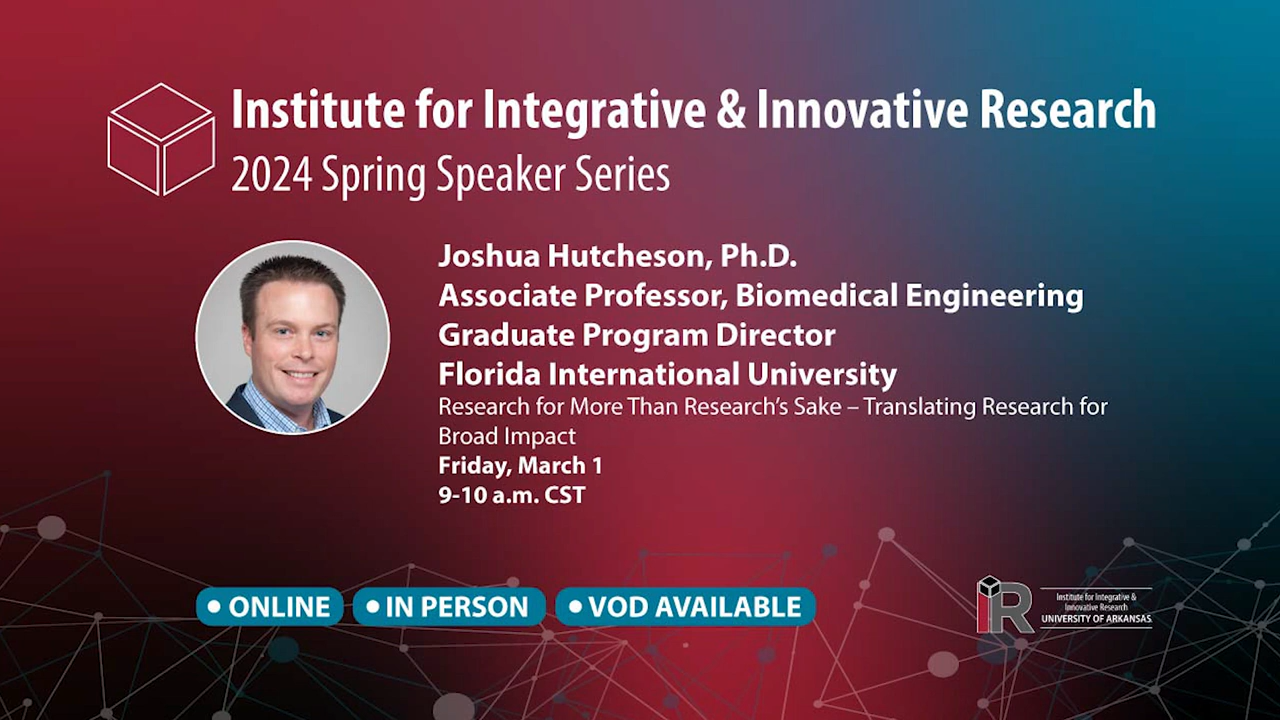 Institute for Integrative & Innovative Research
2024 Spring Speaker Series
Joshua Hutcheson, Ph.D.
Associate Professor, Biomedical Engineering
Graduate Program Director
Florida International University
Research for More Than Research's Sake – Translating Research for
Broad Impact
Friday, March 1
9-10 a.m. CST
• ONLINE
• IN PERSON
• VOD AVAILABLE
IR
Institute for Integrative &
Innovative Research
UNIVERSITY OF ARKANSAS.